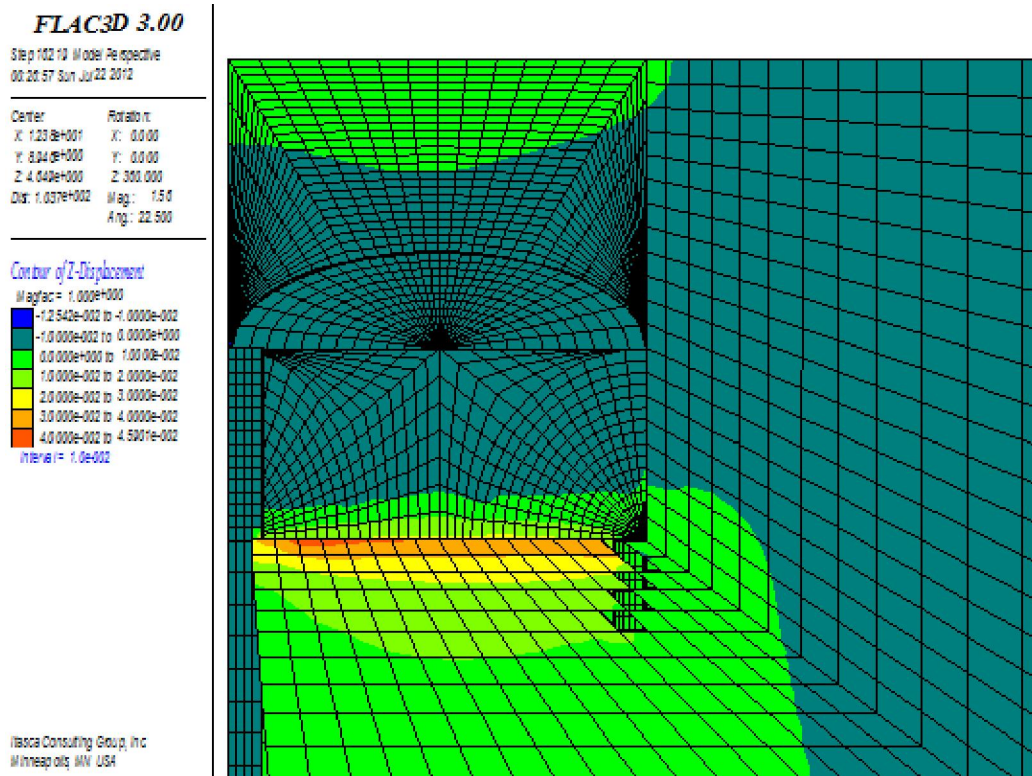 FLAC3D 3.00
Step 16219 Model Perspective
00:26:57 Sun Jul 22 2012
Center: Rotation:
X: 1.238e+001 X: 0.000
Y: 8.946e+000 Y: 0.000
Z: 4.649e+000 Z: 360.000
Dist: 1.037e+002 Mag.: 1.56
Ang.: 22.500
Contour of Z-Displacement
Magfac = 1.000e+000
-1.2542e-002 to -1.0000e-002
-1.0000e-002 to 0.0000e+000
0.0000e+000 to 1.0000e-002
1.0000e-002 to 2.0000e-002
2.0000e-002 to 3.0000e-002
3.0000e-002 to 4.0000e-002
4.0000e-002 to 4.5901e-002
Interval = 1.0e-002
Itasca Consulting Group, Inc.
Minneapolis, MN USA